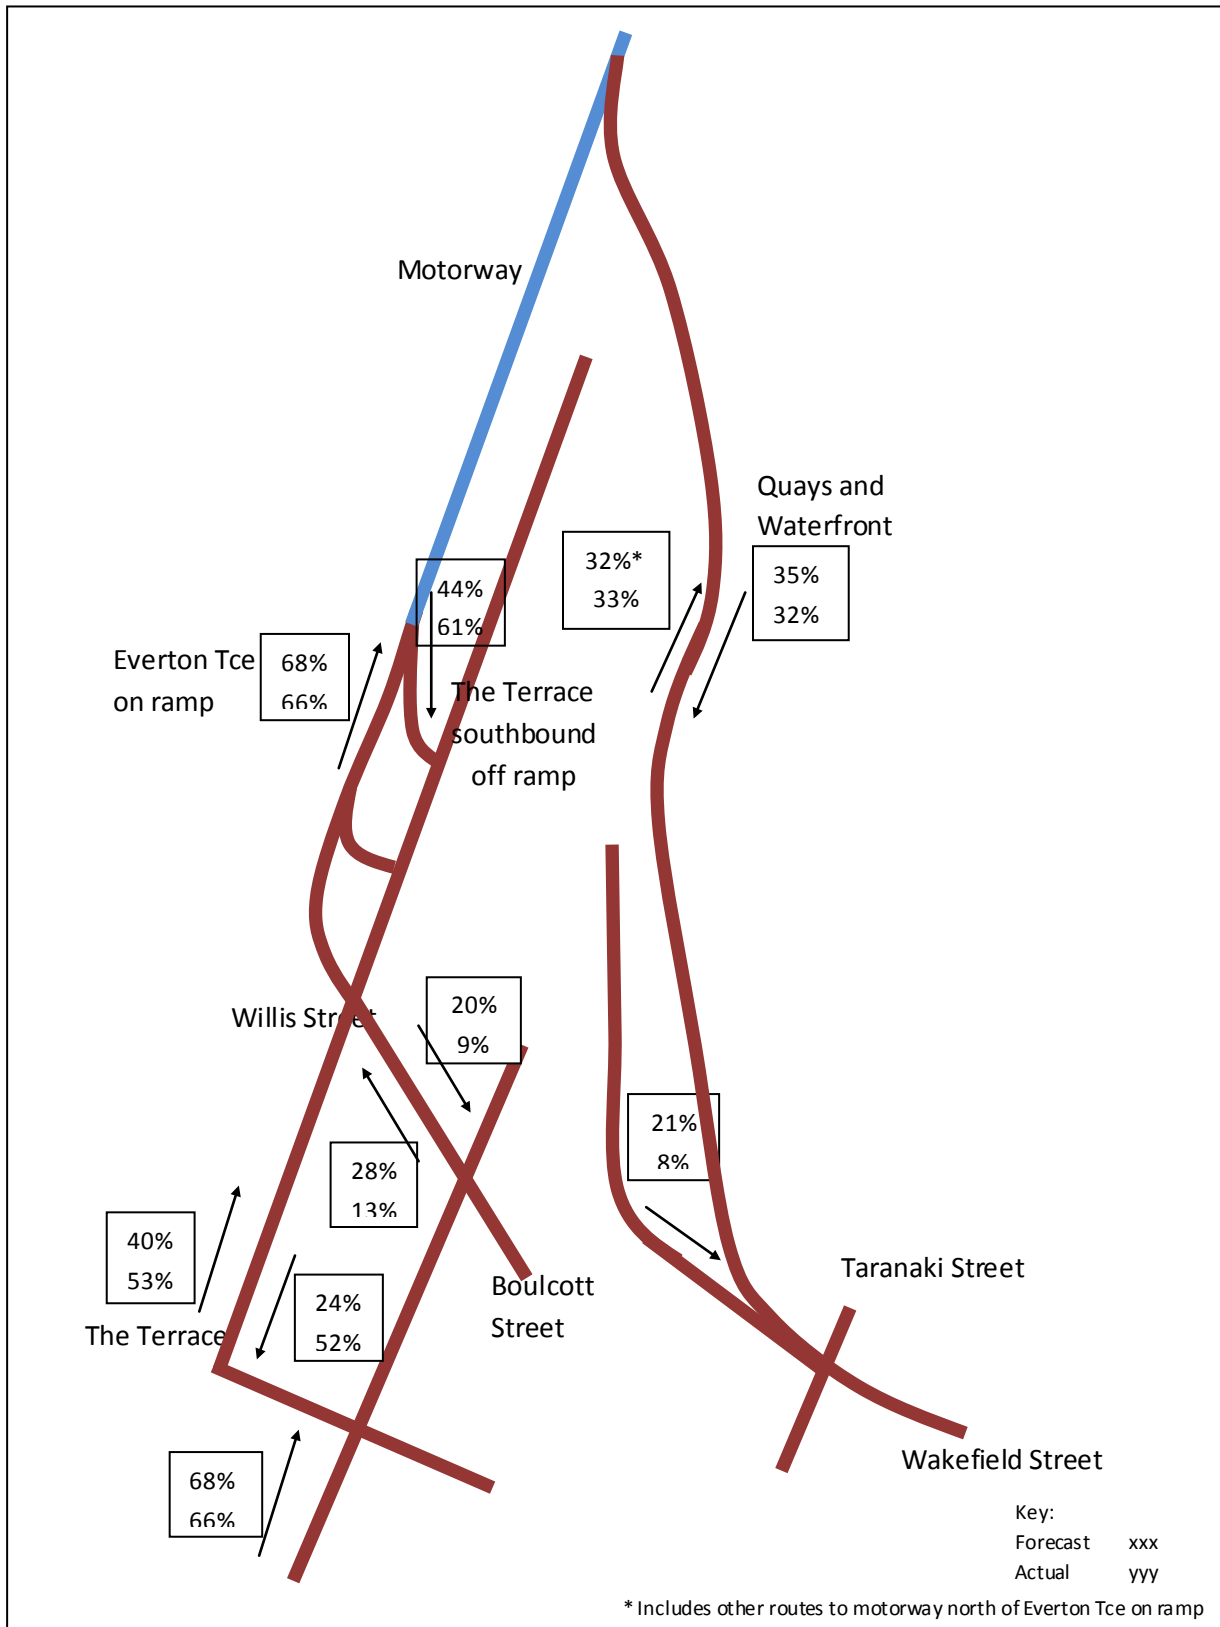 Motorway
Quays and
Waterfront
32%*
33%
35%
32%
44%
61%
Everton Tce
on ramp
68%
66%
The Terrace
southbound
off ramp
Willis Street
20%
9%
21%
8%
28%
13%
40%
53%
The Terrace
24%
52%
Boulcott
Street
Taranaki Street
68%
66%
Wakefield Street
Key:
Forecast xxx
Actual yyy
* Includes other routes to motorway north of Everton Tce on ramp